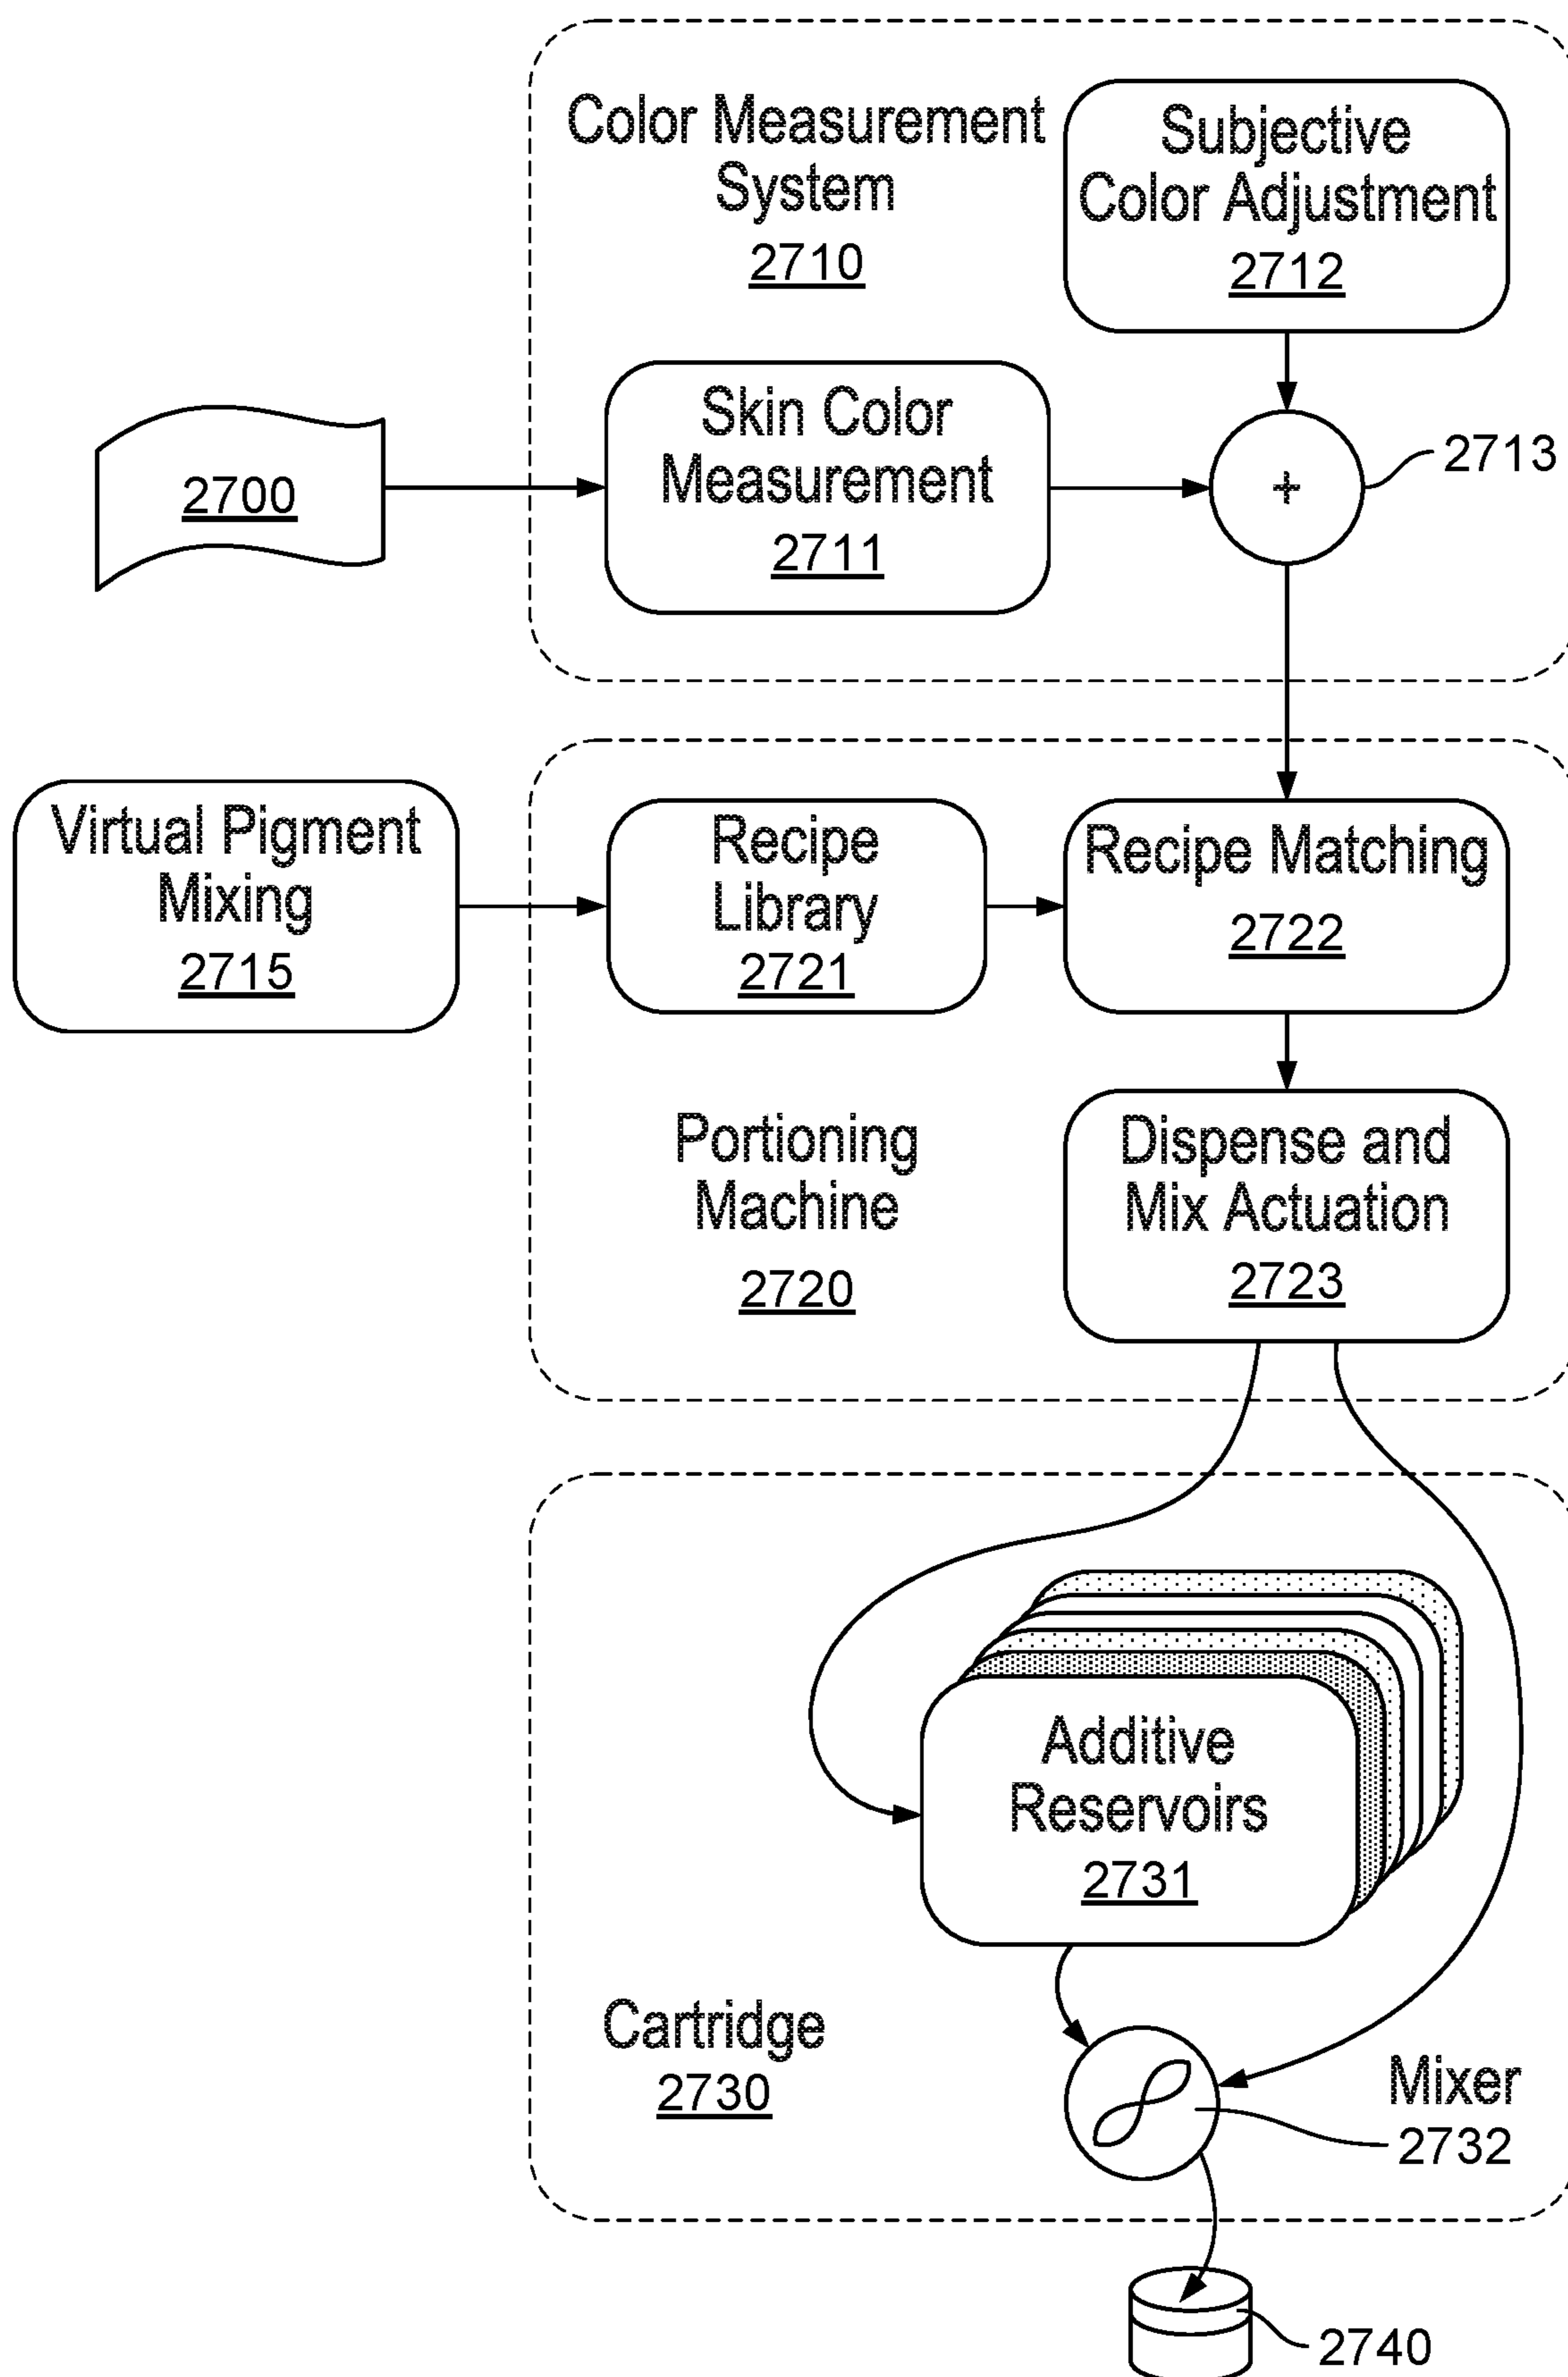 Color Measurement
System
2710
Subjective
Color Adjustment
2712
Skin Color
Measurement
2711
+
2713
2700
Virtual Pigment
Mixing
2715
Recipe
Library
2721
Recipe Matching
2722
Portioning
Machine
2720
Dispense and
Mix Actuation
2723
Additive
Reservoirs
2731
Cartridge
2730
Mixer
2732
2740